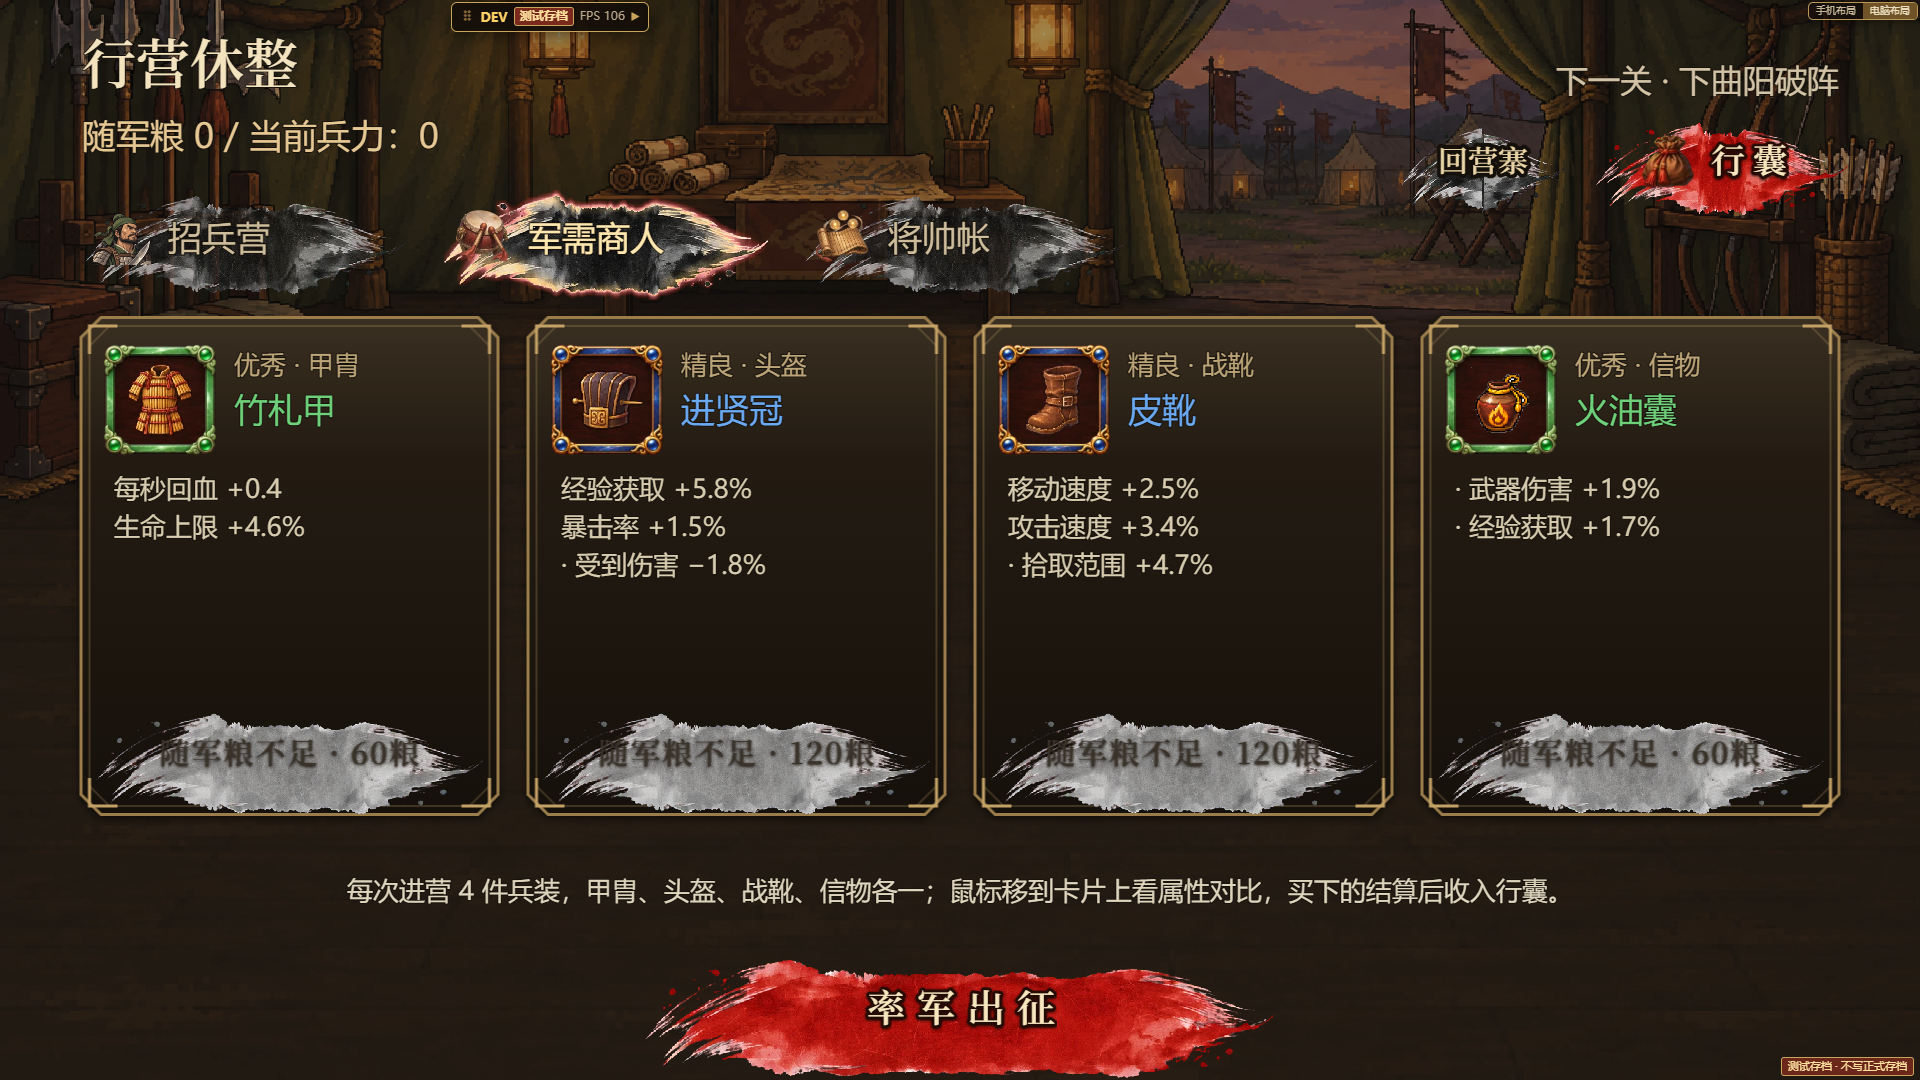 DEV 测试存档 FPS 106 ▶
手机布局 电脑布局
行营休整
下一关 · 下曲阳破阵
随军粮 0 / 当前兵力：0
回营寨
行囊
招兵营
军需商人
将帅帐
优秀 · 甲胄
竹札甲
每秒回血 +0.4
生命上限 +4.6%
随军粮不足 · 60粮
精良 · 头盔
进贤冠
经验获取 +5.8%
暴击率 +1.5%
· 受到伤害 −1.8%
随军粮不足 · 120粮
精良 · 战靴
皮靴
移动速度 +2.5%
攻击速度 +3.4%
· 拾取范围 +4.7%
随军粮不足 · 120粮
优秀 · 信物
火油囊
· 武器伤害 +1.9%
· 经验获取 +1.7%
随军粮不足 · 60粮
每次进营 4 件兵装，甲胄、头盔、战靴、信物各一；鼠标移到卡片上看属性对比，买下的结算后收入行囊。
率军出征
测试存档 · 不写正式存档